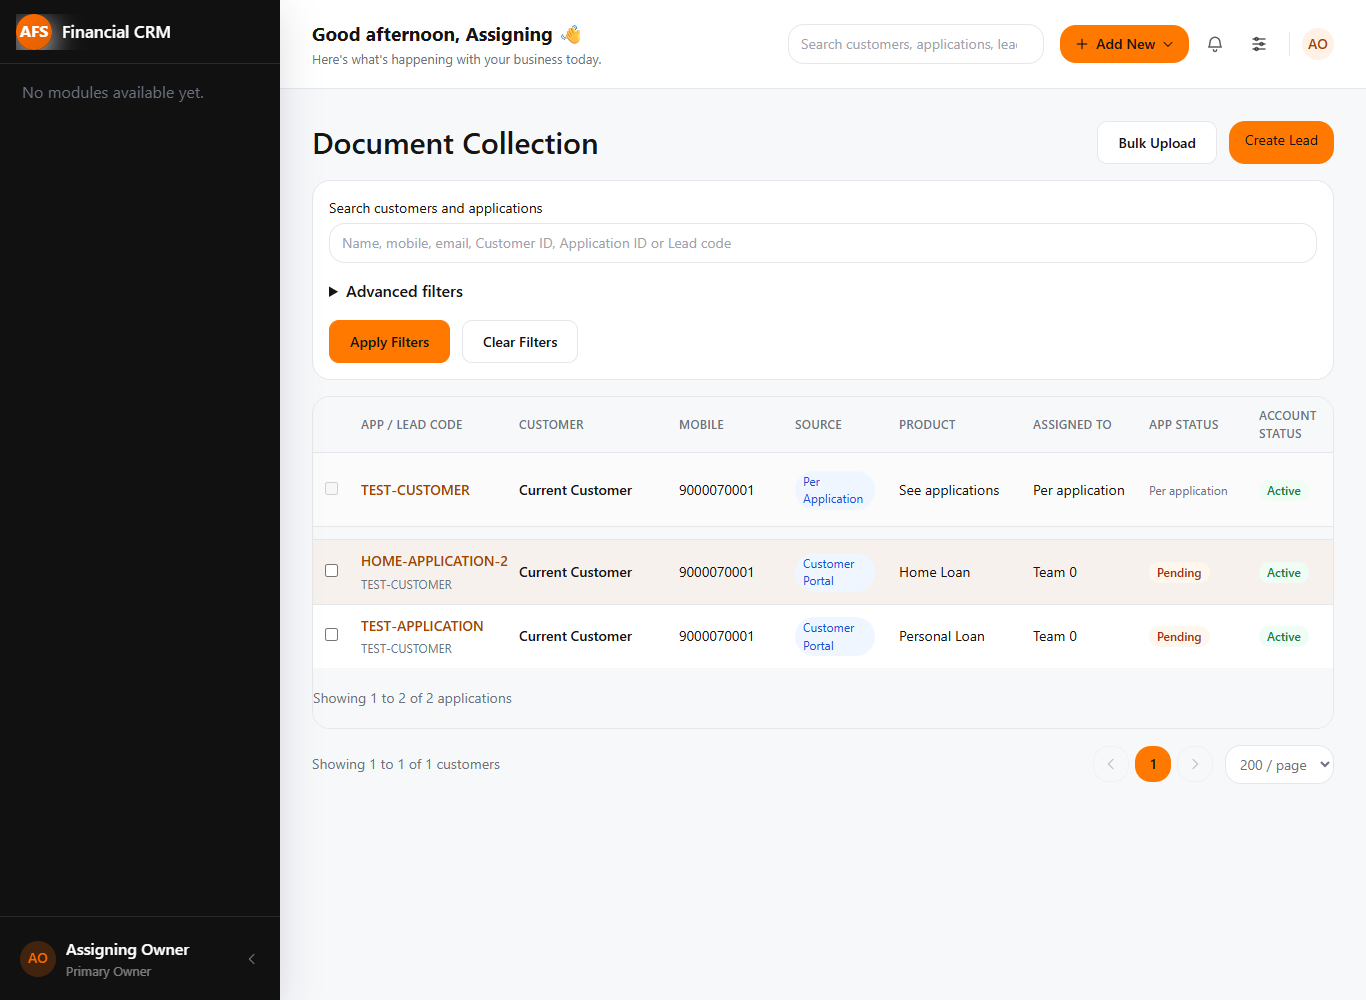 AFS Financial CRM
No modules available yet.
Good afternoon, Assigning 👋
Here's what's happening with your business today.
Search customers, applications, lea
+ Add New
AO
Document Collection
Bulk Upload
Create Lead
Search customers and applications
Name, mobile, email, Customer ID, Application ID or Lead code
Advanced filters
Apply Filters
Clear Filters
APP / LEAD CODE CUSTOMER MOBILE SOURCE PRODUCT ASSIGNED TO APP STATUS ACCOUNT STATUS
TEST-CUSTOMER Current Customer 9000070001 Per Application See applications Per application Per application Active
HOME-APPLICATION-2 TEST-CUSTOMER Current Customer 9000070001 Customer Portal Home Loan Team 0 Pending Active
TEST-APPLICATION TEST-CUSTOMER Current Customer 9000070001 Customer Portal Personal Loan Team 0 Pending Active
Showing 1 to 2 of 2 applications
Showing 1 to 1 of 1 customers
1
200 / page
AO
Assigning Owner
Primary Owner